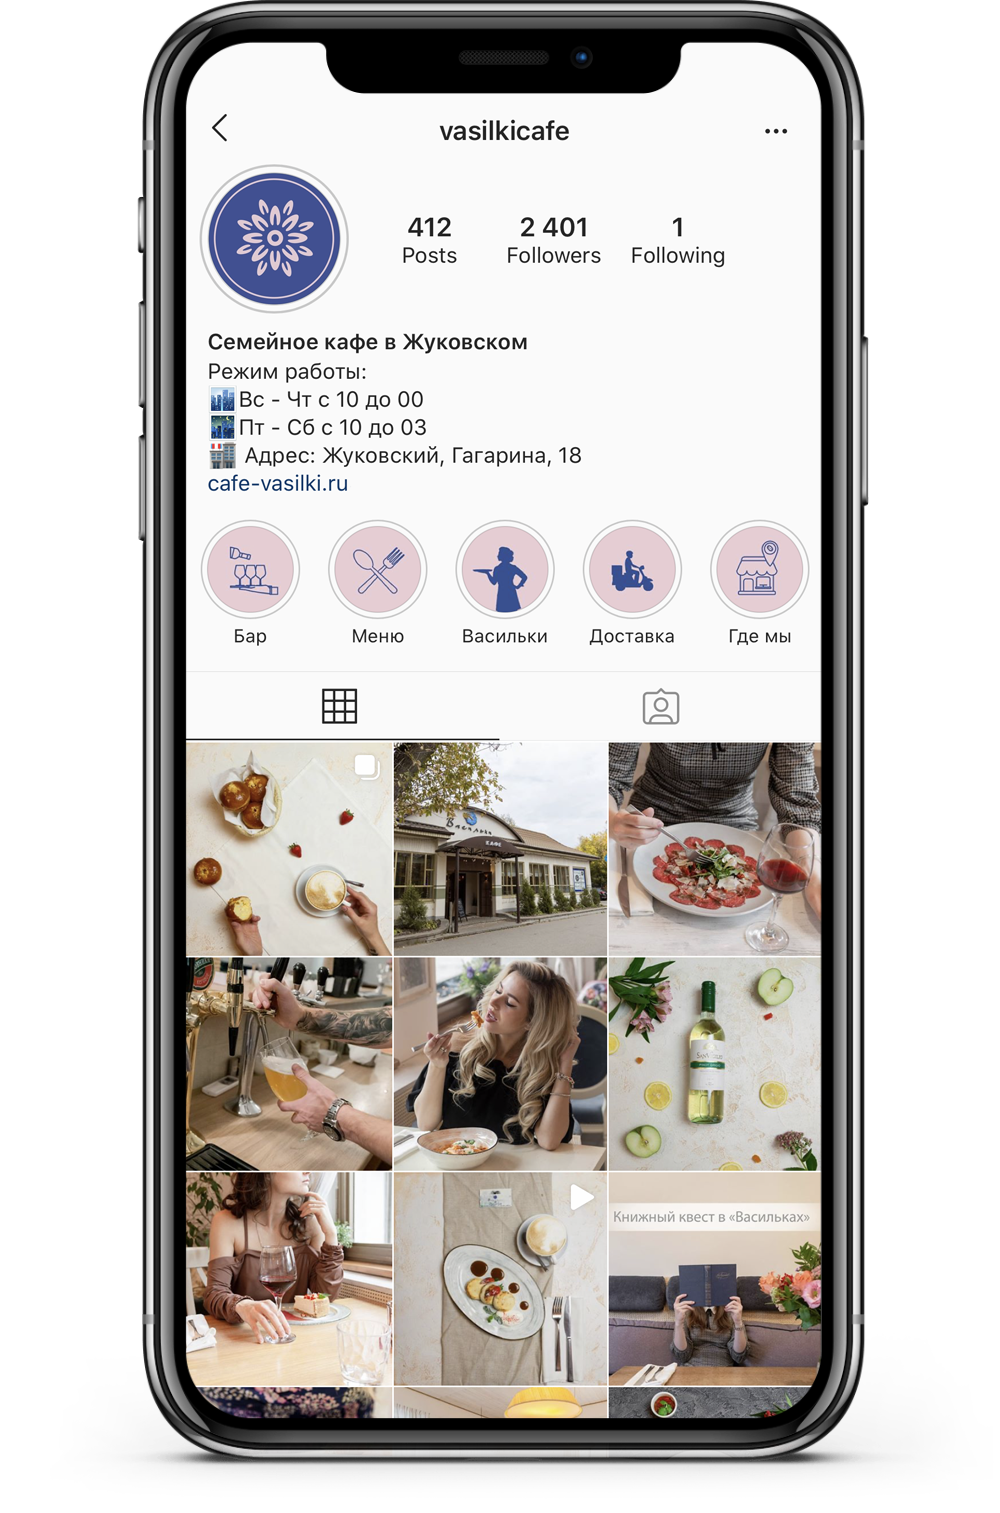 vasilkicafe
412
Posts
2 401
Followers
1
Following
Семейное кафе в Жуковском
Режим работы:
Вс - Чт с 10 до 00
Пт - Сб с 10 до 03
Адрес: Жуковский, Гагарина, 18
cafe-vasilki.ru
Бар
Меню
Васильки
Доставка
Где мы
Васильки
КАФЕ
Книжный квест в «Васильках»